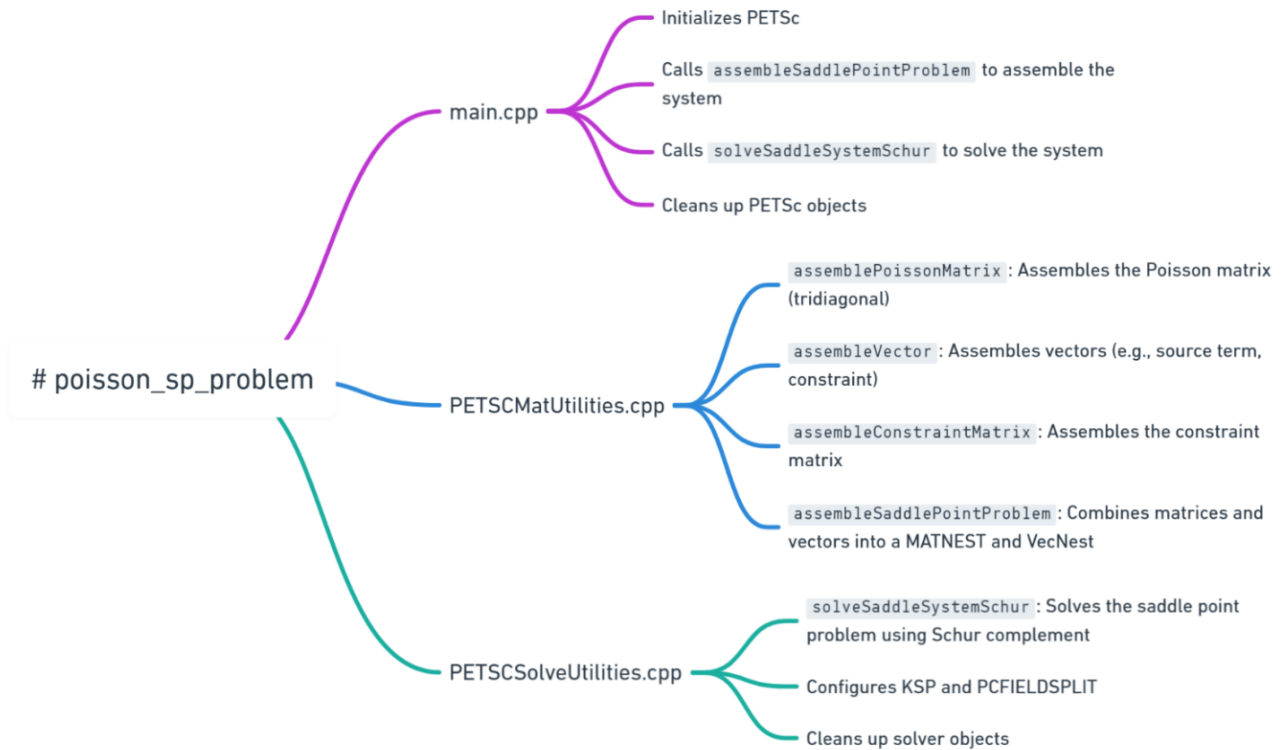 Initializes PETSc
Calls assembleSaddlePointProblem to assemble the
system
main.cpp
Calls solveSaddleSystemSchur to solve the system
Cleans up PETSc objects
assemblePoissonMatrix: Assembles the Poisson matrix
(tridiagonal)
assembleVector: Assembles vectors (e.g., source term,
constraint)
# poisson_sp_problem
PETSCMatUtilities.cpp
assembleConstraintMatrix: Assembles the constraint
matrix
assembleSaddlePointProblem: Combines matrices and
vectors into a MATNEST and VecNest
solveSaddleSystemSchur: Solves the saddle point
problem using Schur complement
PETSCSolveUtilities.cpp
Configures KSP and PCFIELDSPLIT
Cleans up solver objects